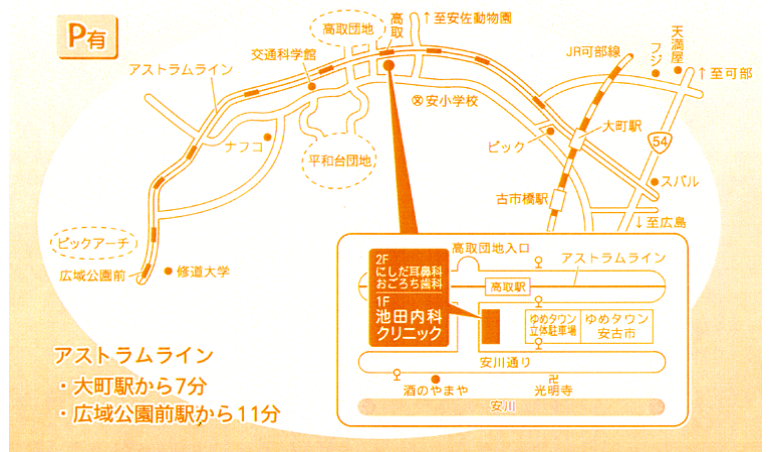 P有
高取団地
高取
↑至安佐動物園
交通科学館
アストラムライン
JR可部線
フジ
天満屋
↑至可部
文安小学校
ナフコ
平和台団地
ビック
大町駅
54
スバル
古市橋駅
↓至広島
ビックアーチ
広域公園前
修道大学
高取団地入口
アストラムライン
高取駅
2F
にしだ耳鼻科
おごろち歯科
1F
池田内科
クリニック
ゆめタウン
立体駐車場
ゆめタウン
安古市
安川通り
酒のやまや
卍
光明寺
安川
アストラムライン
・大町駅から7分
・広域公園前駅から11分